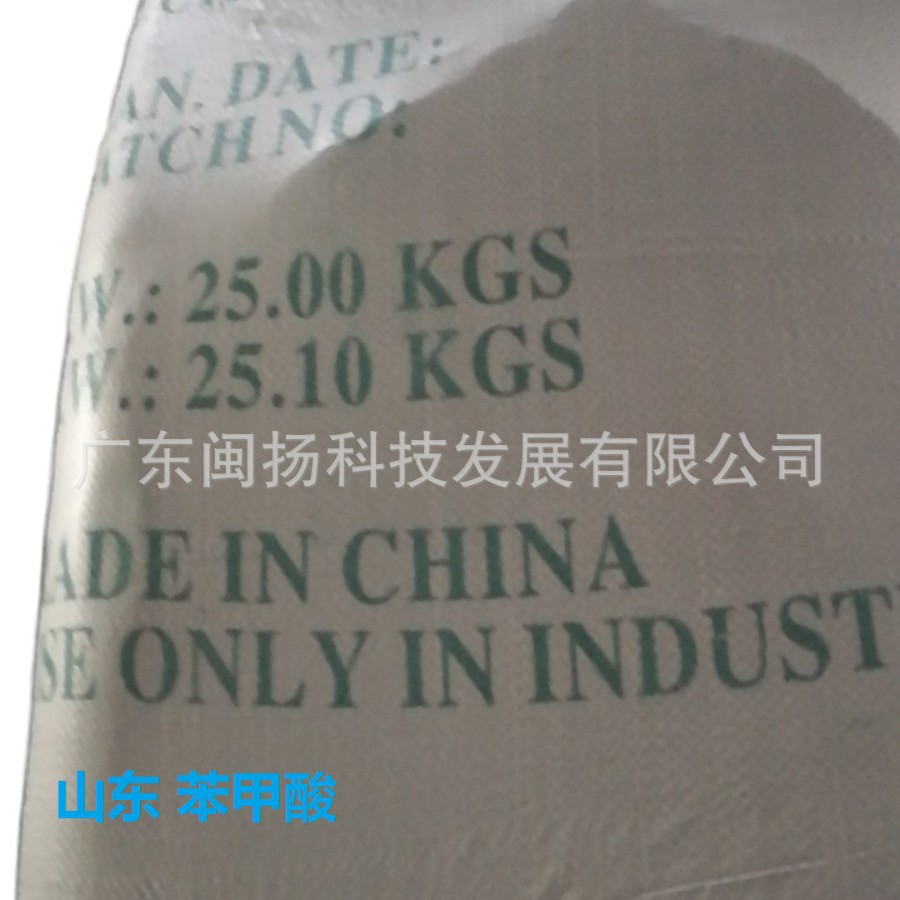 AN. DATE:
ATCH NO:
W.: 25.00 KGS
W.: 25.10 KGS
广东闽扬科技发展有限公司
ADE IN CHINA
SE ONLY IN INDUST
山东 苯甲酸